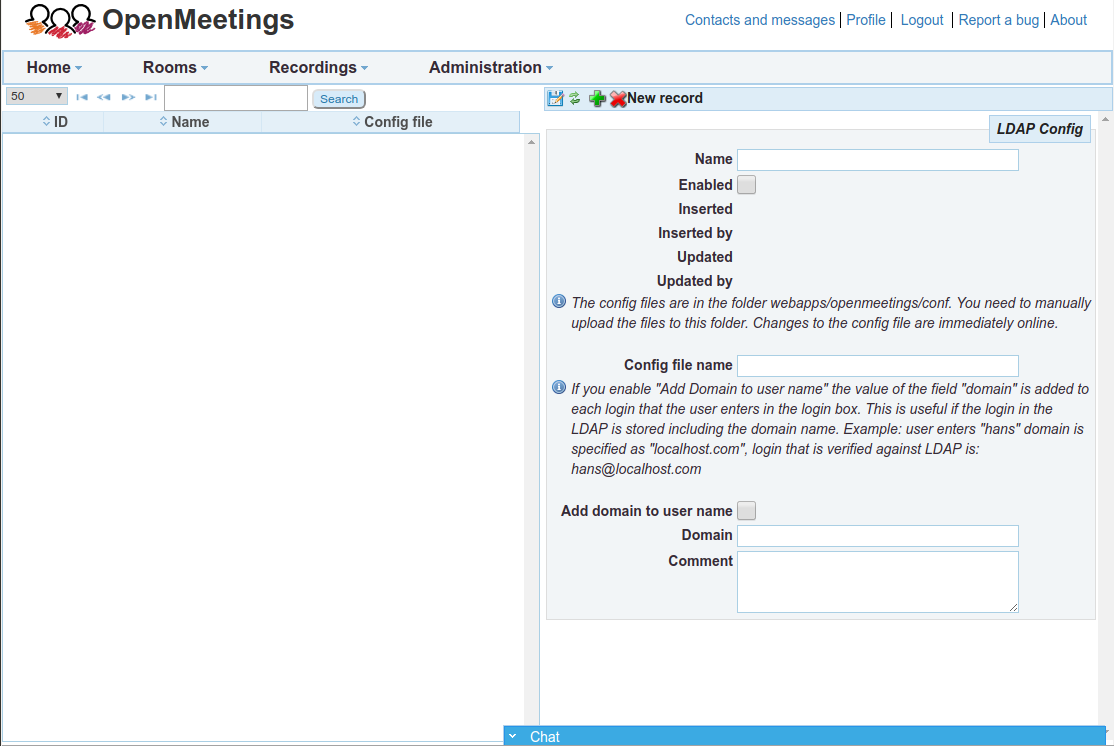 OpenMeetings
Contacts and messages Profile Logout Report a bug About
Home Rooms Recordings Administration
50 Search
ID Name Config file
New record
LDAP Config
Name
Enabled
Inserted
Inserted by
Updated
Updated by
The config files are in the folder webapps/openmeetings/conf. You need to manually
upload the files to this folder. Changes to the config file are immediately online.
Config file name
If you enable "Add Domain to user name" the value of the field "domain" is added to
each login that the user enters in the login box. This is useful if the login in the
LDAP is stored including the domain name. Example: user enters "hans" domain is
specified as "localhost.com", login that is verified against LDAP is:
hans@localhost.com
Add domain to user name
Domain
Comment
Chat